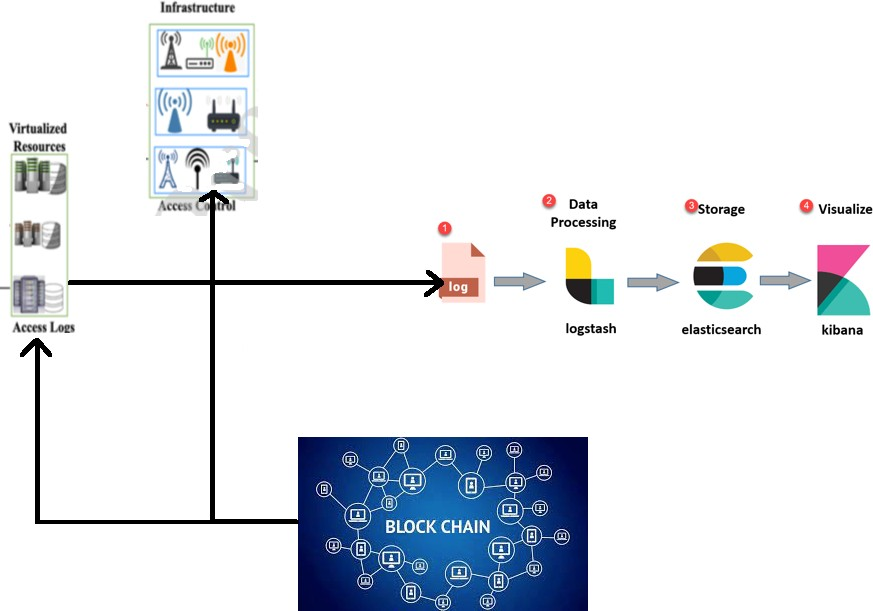 Infrastructure
Virtualized
Resources
Access Control
Access Logs
1
log
2
Data
Processing
logstash
3
Storage
elasticsearch
4
Visualize
kibana
BLOCK CHAIN